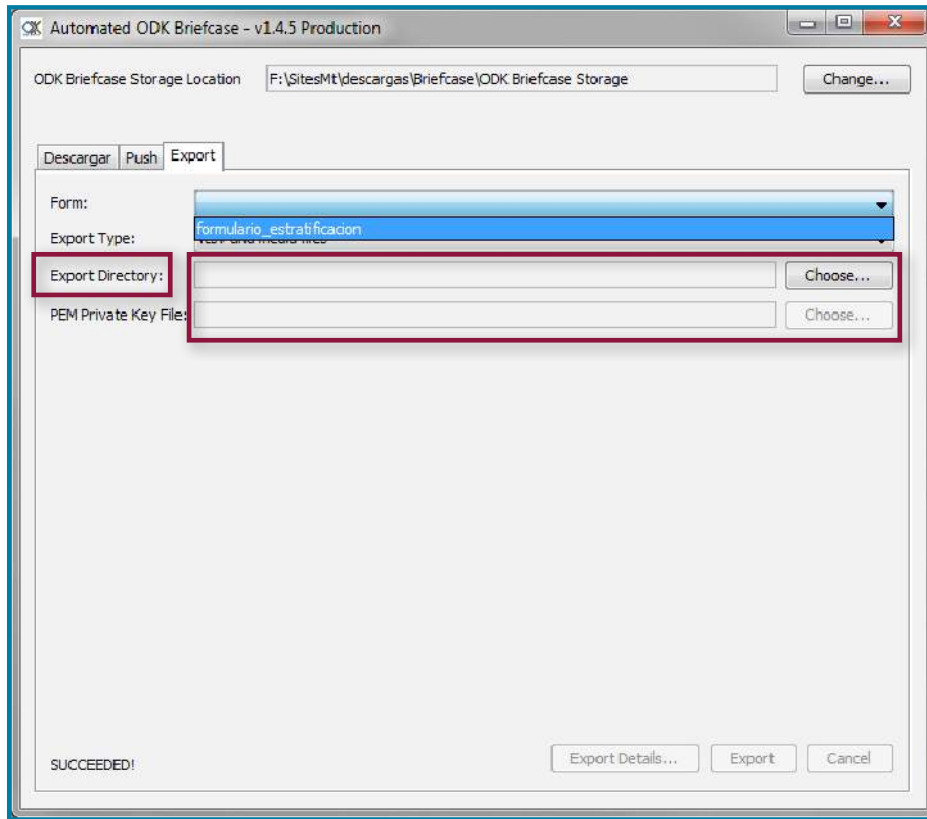 Automated ODK Briefcase - v1.4.5 Production
ODK Briefcase Storage Location F:\SitesMt\descargas\Briefcase\ODK Briefcase Storage Change...
Descargar Push Export
Form:
formulario_estratificacion
Export Type:
Export Directory: Choose...
PEM Private Key File: Choose...
SUCCEEDED! Export Details... Export Cancel